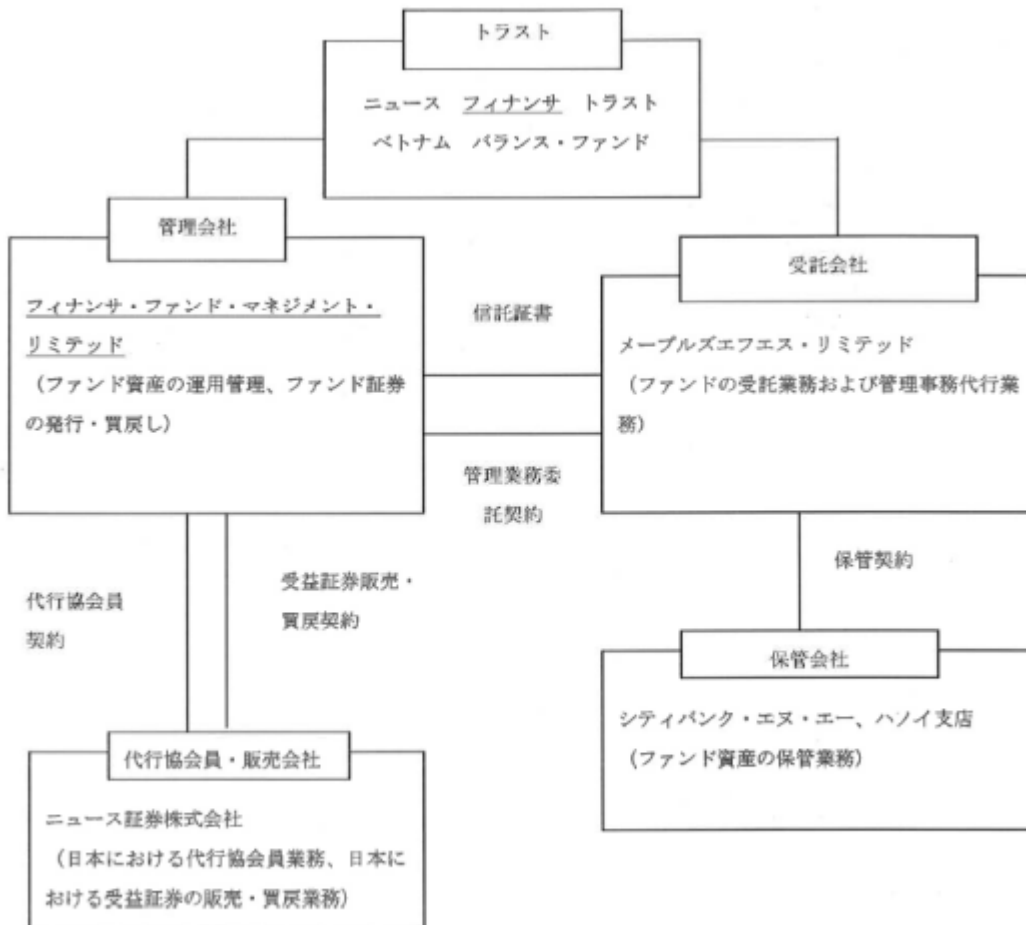 トラスト
ニュース フィナンサ トラスト
ベトナム バランス・ファンド
管理会社
フィナンサ・ファンド・マネジメント・
リミテッド
(ファンド資産の運用管理、ファンド証券
の発行・買戻し)
信託証書
管理業務委
託契約
受託会社
メープルズエフエス・リミテッド
(ファンドの受託業務および管理事務代行業
務)
代行協会員
契約
受益証券販売・
買戻契約
保管契約
保管会社
シティバンク・エヌ・エー、ハノイ支店
(ファンド資産の保管業務)
代行協会員・販売会社
ニュース証券株式会社
(日本における代行協会員業務、日本に
おける受益証券の販売・買戻業務)